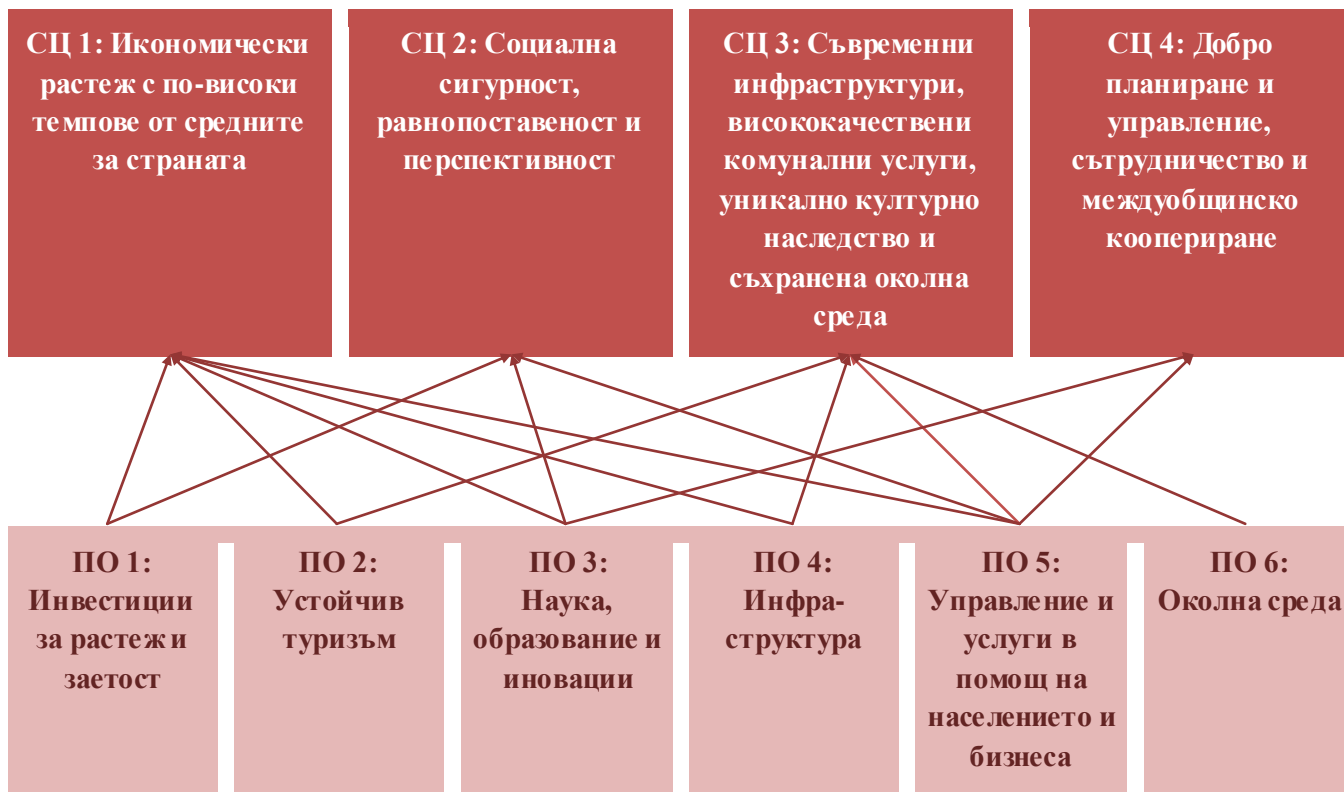 СЦ 1: Икономически
растеж с по-високи
темпове от средните
за страната
СЦ 2: Социална
сигурност,
равнопоставеност и
перспективност
СЦ 3: Съвременни
инфраструктури,
висококачествени
комунални услуги,
уникално културно
наследство и
съхранена околна
среда
СЦ 4: Добро
планиране и
управление,
сътрудничество и
междуобщинско
коопериране
ПО 1:
Инвестиции
за растеж и
заетост
ПО 2:
Устойчив
туризъм
ПО 3:
Наука,
образование и
иновации
ПО 4:
Инфра-
структура
ПО 5:
Управление и
услуги в
помощ на
населението и
бизнеса
ПО 6:
Околна среда